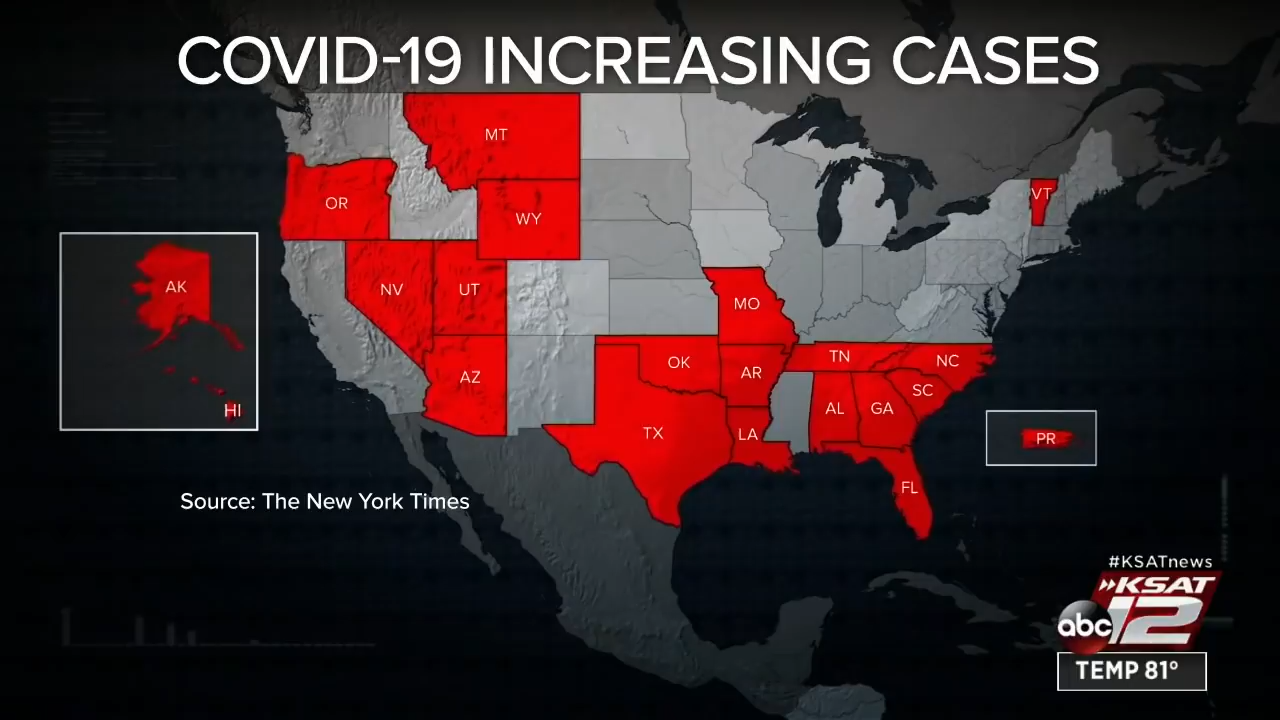 COVID-19 INCREASING CASES
MT
VT
OR
WY
AK
NV
UT
MO
TN
NC
OK
AR
AZ
SC
HI
AL
GA
TX
LA
PR
FL
Source: The New York Times
#KSATnews
KSAT
abc 12
TEMP 81°